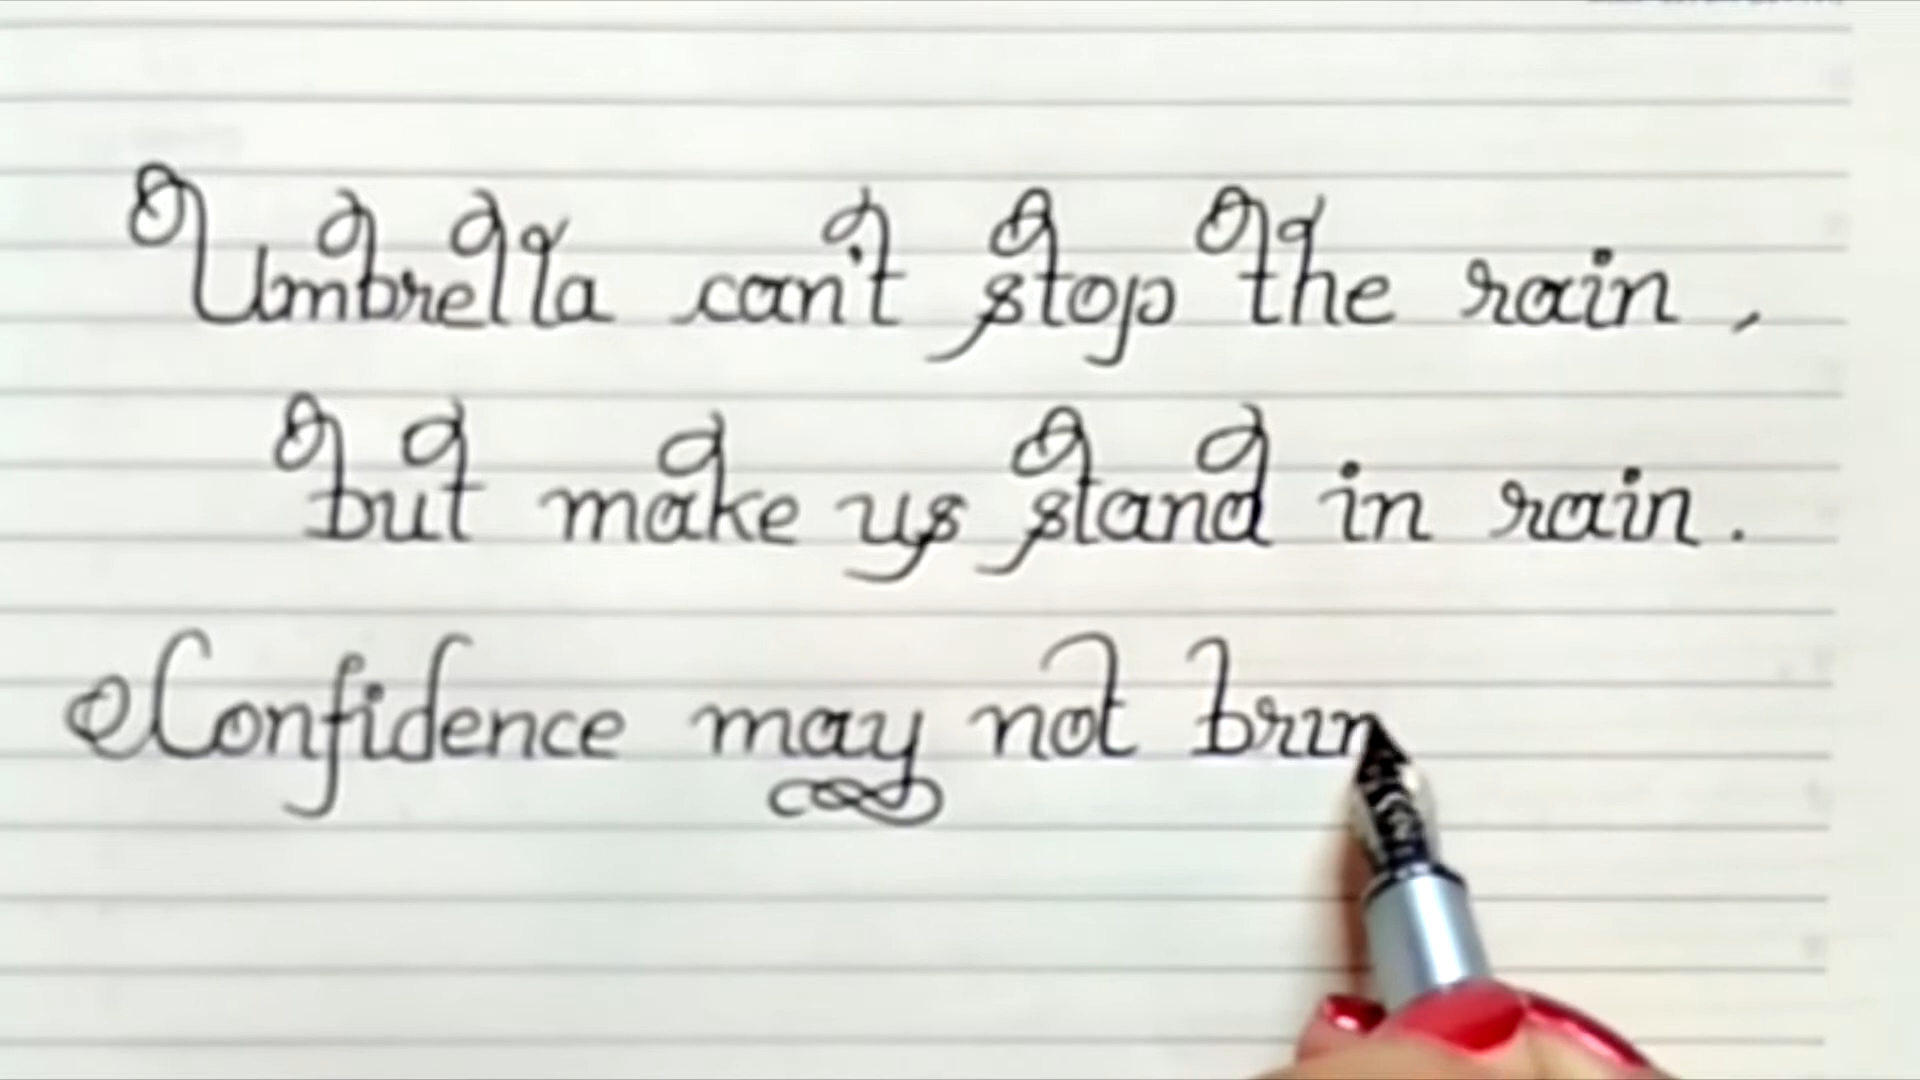 Umbrella can't stop the rain,
but make us stand in rain.
Confidence may not brin